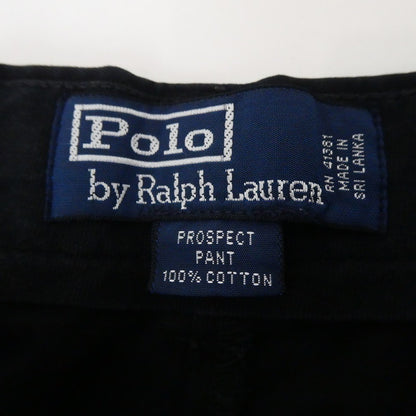 Polo
by Ralph Lauren
RN 41381
MADE IN
SRI LANKA
PROSPECT
PANT
100% COTTON